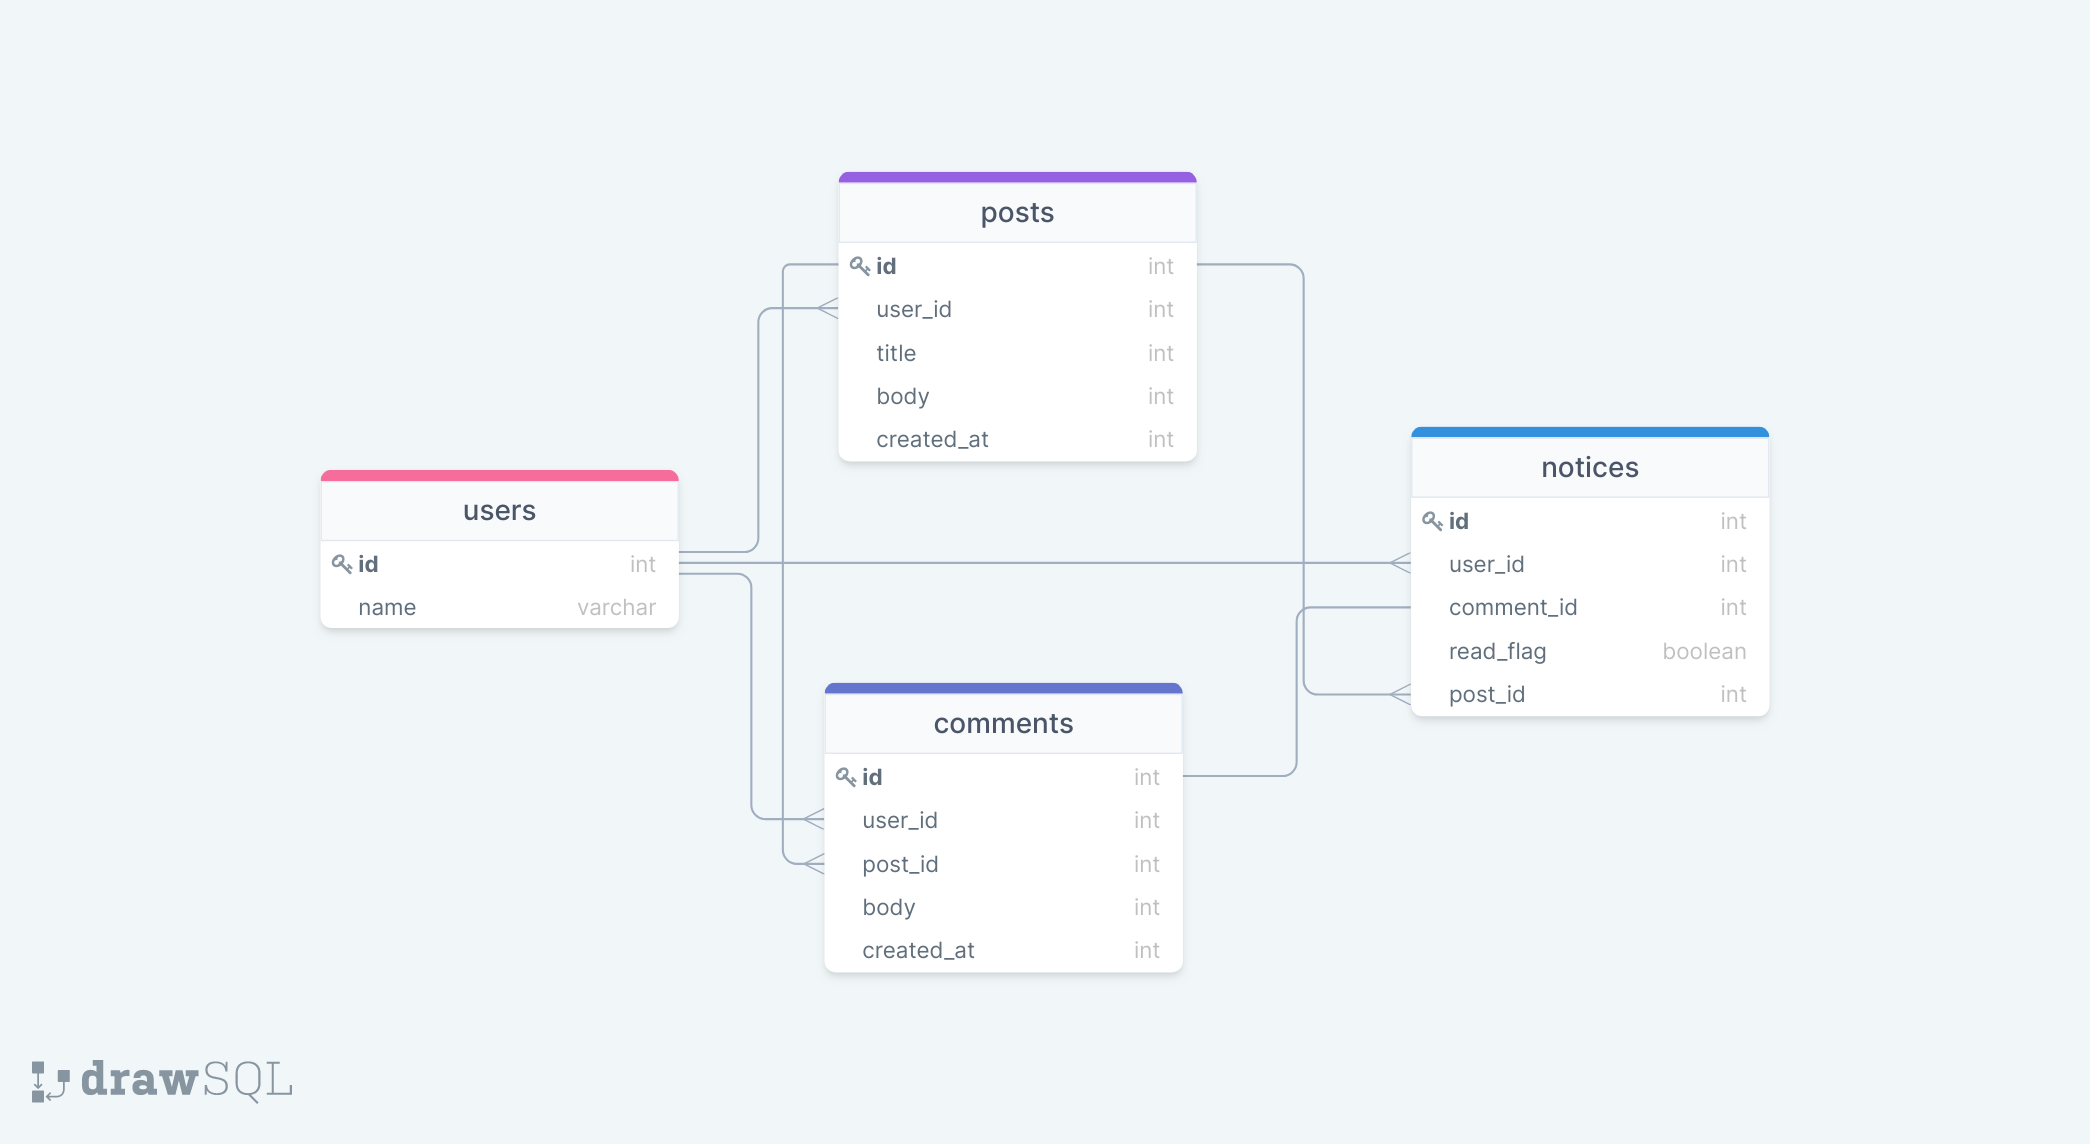 posts
id int
user_id int
title int
body int
created_at int
users
id int
name varchar
notices
id int
user_id int
comment_id int
read_flag boolean
post_id int
comments
id int
user_id int
post_id int
body int
created_at int
drawSQL